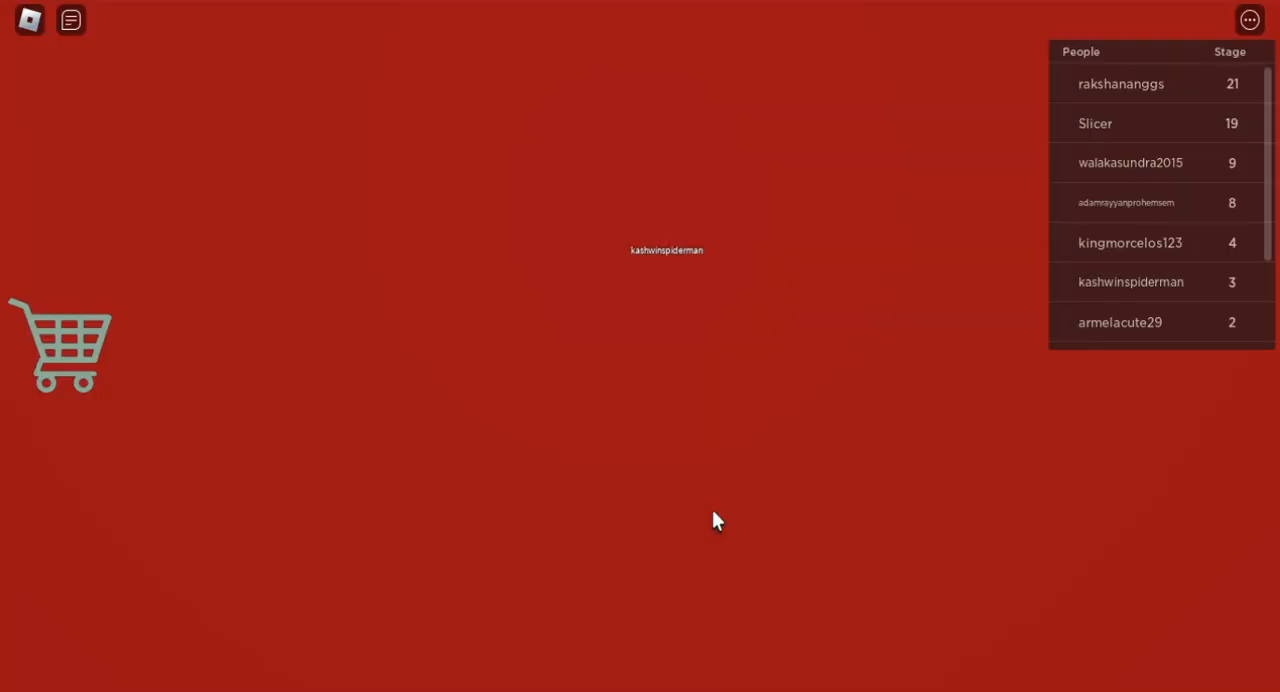 People Stage
rakshananggs 21
Slicer 19
walakasundra2015 9
adamrayyanprohemsem 8
kingmorcelos123 4
kashwinspiderman
kashwinspiderman 3
armelacute29 2